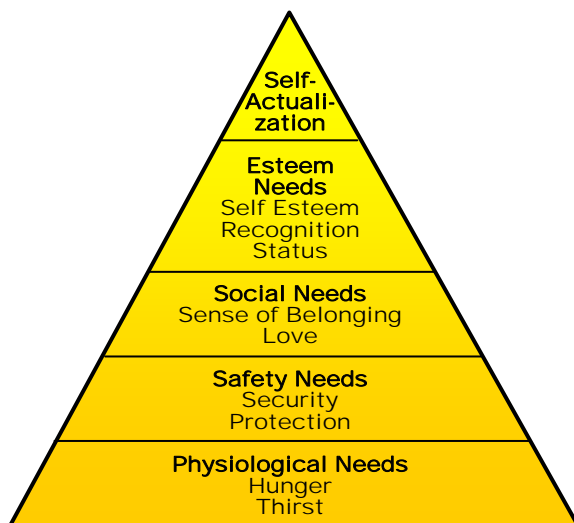 Self-
Actuali-
zation
Esteem
Needs
Self Esteem
Recognition
Status
Social Needs
Sense of Belonging
Love
Safety Needs
Security
Protection
Physiological Needs
Hunger
Thirst